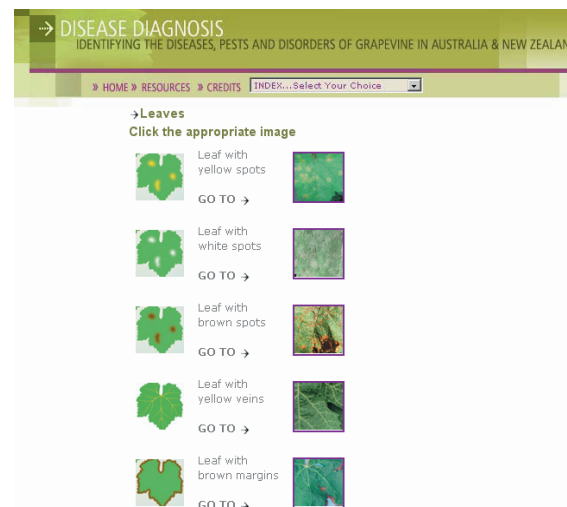 DISEASE DIAGNOSIS
IDENTIFYING THE DISEASES, PESTS AND DISORDERS OF GRAPEVINE IN AUSTRALIA & NEW ZEALAN
» HOME » RESOURCES » CREDITS INDEX...Select Your Choice
Leaves
Click the appropriate image
Leaf with
yellow spots
GO TO →
Leaf with
white spots
GO TO →
Leaf with
brown spots
GO TO →
Leaf with
yellow veins
GO TO →
Leaf with
brown margins
GO TO →